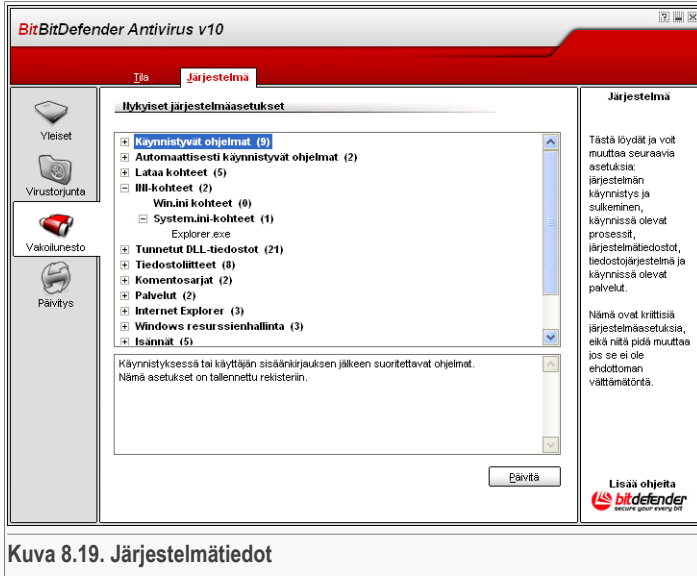 BitBitDefender Antivirus v10
Tila
Järjestelmä
Yleiset
Virustorjunta
Vakoilunesto
Päivitys
Nykyiset järjestelmäasetukset
Käynnistyvät ohjelmat (9)
Automaattisesti käynnistyvät ohjelmat (2)
Lataa kohteet (5)
INI-kohteet (2)
Win.ini kohteet (0)
System.ini-kohteet (1)
Explorer.exe
Tunnetut DLL-tiedostot (21)
Tiedostoliitteet (8)
Komentosarjat (2)
Palvelut (2)
Internet Explorer (3)
Windows resurssienhallinta (3)
Isännät (5)
Käynnistyksessä tai käyttäjän sisäänkirjauksen jälkeen suoritettavat ohjelmat.
Nämä asetukset on tallennettu rekisteriin.
Päivitä
Järjestelmä
Tästä löydät ja voit
muuttaa seuraavia
asetuksia:
järjestelmän
käynnistys ja
sulkeminen,
käynnissä olevat
prosessit,
järjestelmätiedostot,
tiedostojärjestelmä ja
käynnissä olevat
palvelut.
Nämä ovat kriittisiä
järjestelmäasetuksia,
eikä niitä pidä muuttaa
jos se ei ole
ehdottoman
välttämätöntä.
Lisää ohjeita
bitdefender
secure your every bit
Kuva 8.19. Järjestelmätiedot